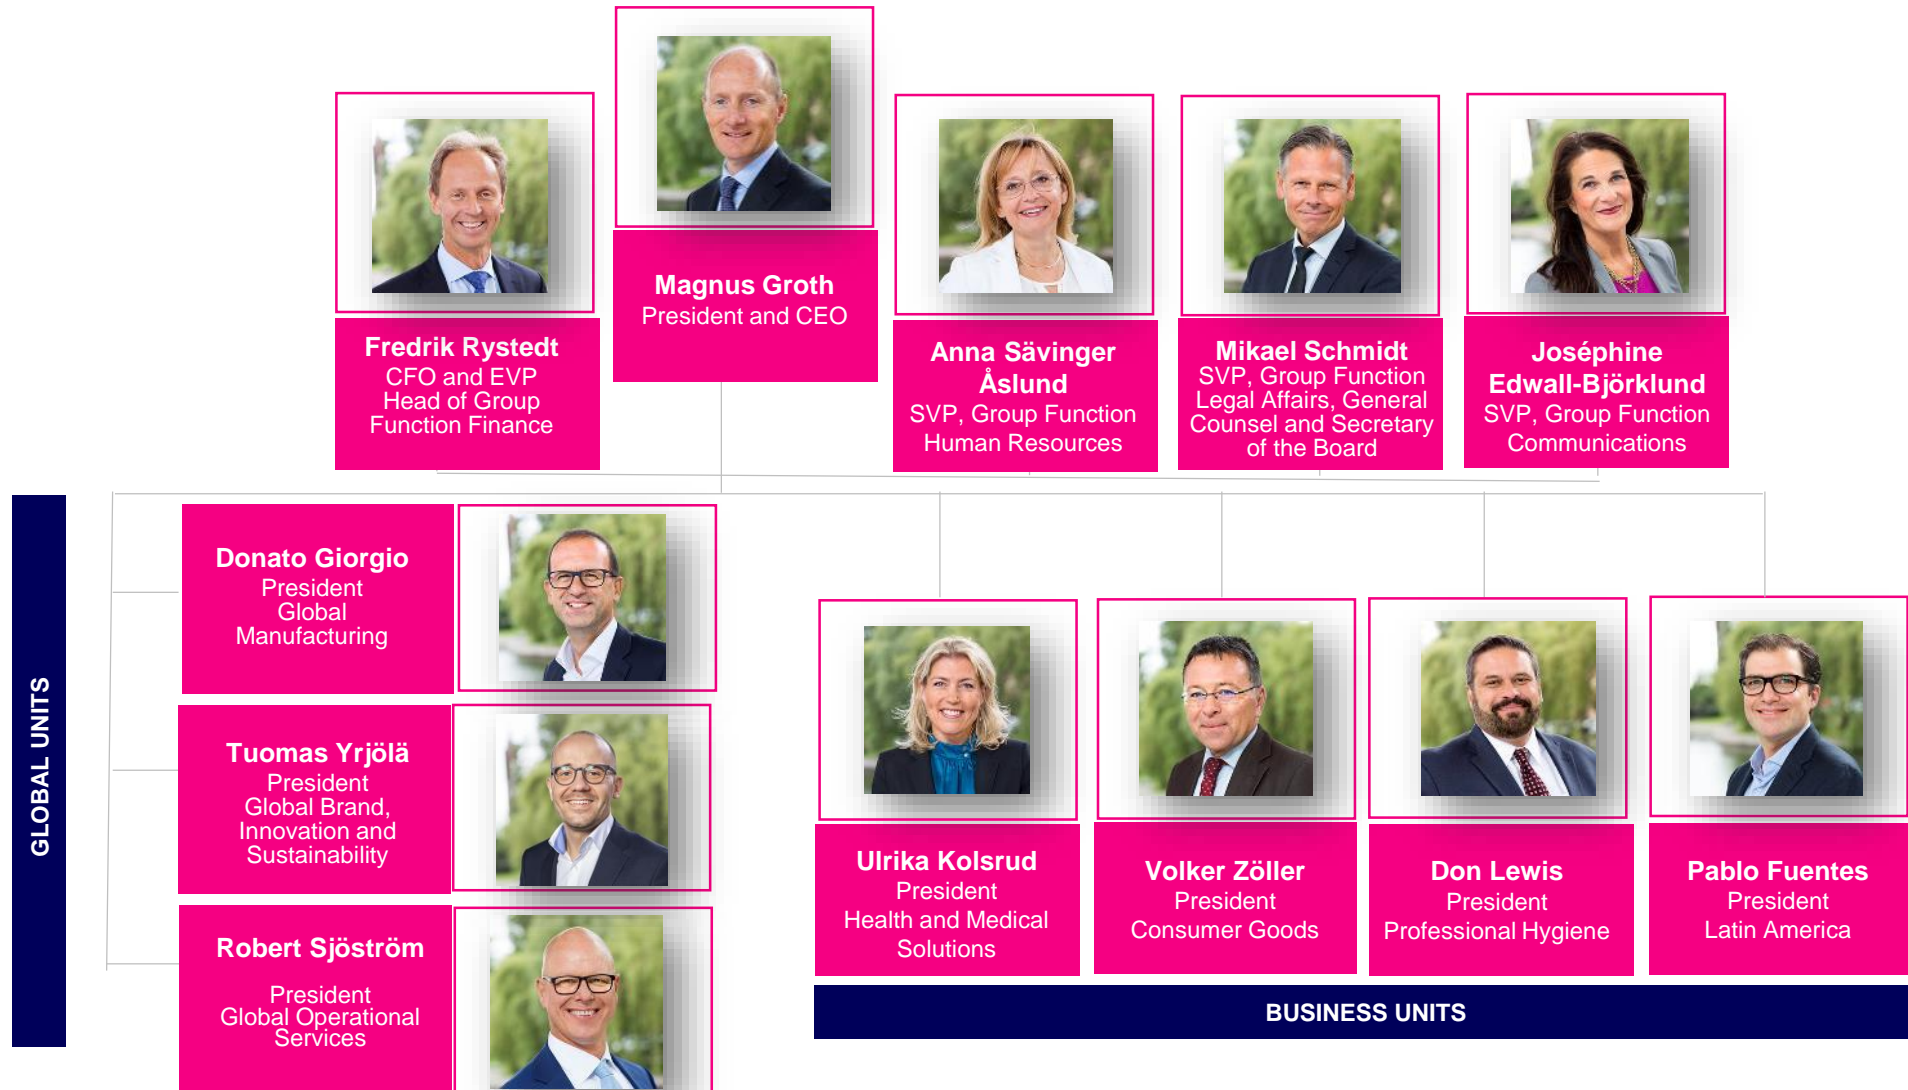 Magnus Groth
President and CEO
Fredrik Rystedt
CFO and EVP
Head of Group
Function Finance
Anna Sävinger
Åslund
SVP, Group Function
Human Resources
Mikael Schmidt
SVP, Group Function
Legal Affairs, General
Counsel and Secretary
of the Board
Joséphine
Edwall-Björklund
SVP, Group Function
Communications
GLOBAL UNITS
Donato Giorgio
President
Global
Manufacturing
Tuomas Yrjölä
President
Global Brand,
Innovation and
Sustainability
Robert Sjöström
President
Global Operational
Services
Ulrika Kolsrud
President
Health and Medical
Solutions
Volker Zöller
President
Consumer Goods
Don Lewis
President
Professional Hygiene
Pablo Fuentes
President
Latin America
BUSINESS UNITS